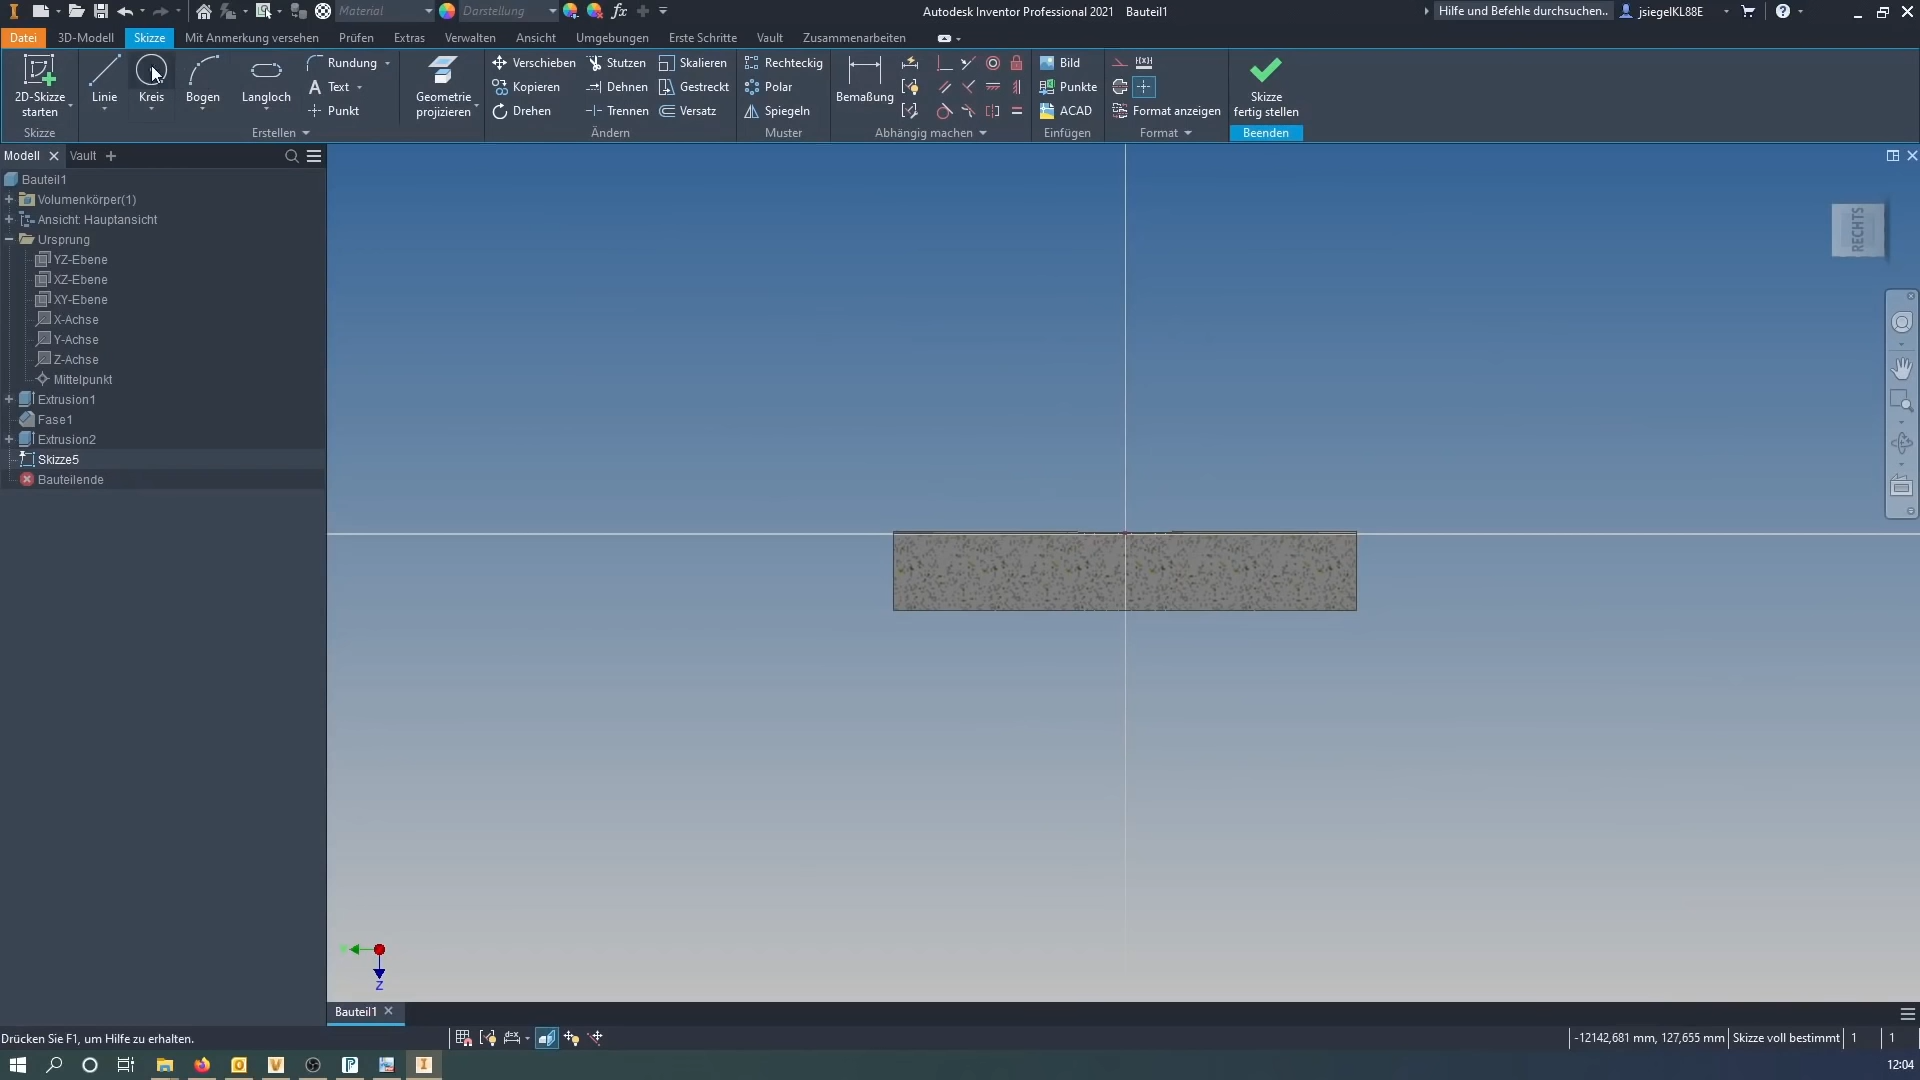 Material
Darstellung
fx
Autodesk Inventor Professional 2021 Bauteil1
Hilfe und Befehle durchsuchen..
jsiegelKL88E
Datei 3D-Modell Skizze Mit Anmerkung versehen Prüfen Extras Verwalten Ansicht Umgebungen Erste Schritte Vault Zusammenarbeiten
2D-Skizze starten
Linie
Kreis
Bogen
Langloch
Rundung
Text
Punkt
Geometrie projizieren
Verschieben
Kopieren
Drehen
Stutzen
Dehnen
Trennen
Skalieren
Gestreckt
Versatz
Rechteckig
Polar
Spiegeln
Bemaßung
Bild
Punkte
ACAD
Format anzeigen
Skizze fertig stellen
Skizze Erstellen Ändern Muster Abhängig machen Einfügen Format Beenden
Modell Vault
Bauteil1
Volumenkörper(1)
Ansicht: Hauptansicht
Ursprung
YZ-Ebene
XZ-Ebene
XY-Ebene
X-Achse
Y-Achse
Z-Achse
Mittelpunkt
Extrusion1
Fase1
Extrusion2
Skizze5
Bauteilende
RECHTS
Z
Bauteil1
Drücken Sie F1, um Hilfe zu erhalten.
-12142,681 mm, 127,655 mm Skizze voll bestimmt 1 1
12:04